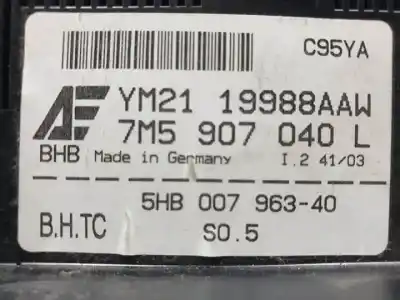 C95YA
AE YM21 19988AAW
7M5 907 040 L
BHB Made in Germany I.2 41/03
5HB 007 963-40
B.H.TC SO.5